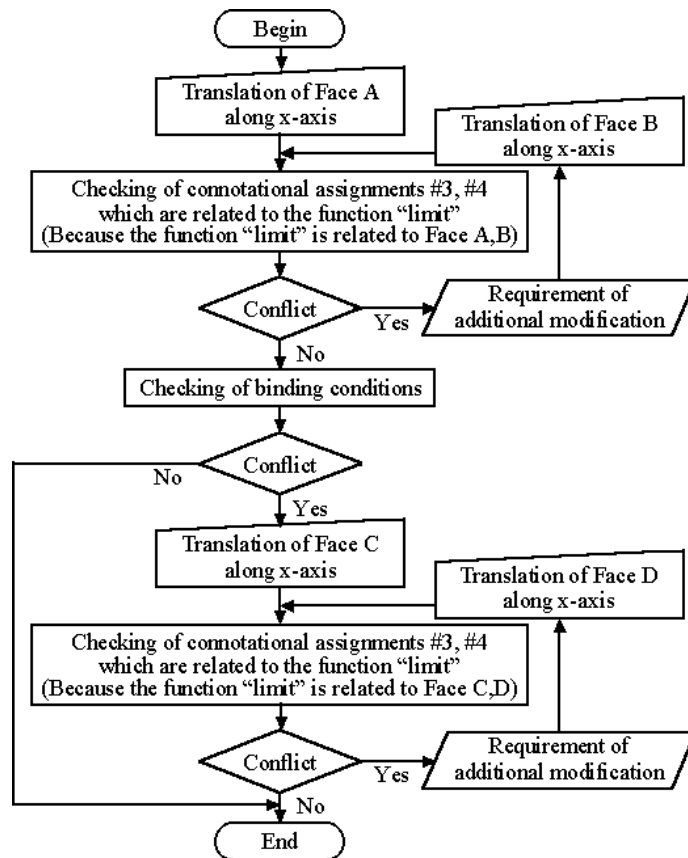 Begin
Translation of Face A
along x-axis
Translation of Face B
along x-axis
Checking of connotational assignments #3, #4
which are related to the function “limit”
(Because the function “limit” is related to Face A,B)
Conflict
Yes
Requirement of
additional modification
No
Checking of binding conditions
Conflict
No
Yes
Translation of Face C
along x-axis
Translation of Face D
along x-axis
Checking of connotational assignments #3, #4
which are related to the function “limit”
(Because the function “limit” is related to Face C,D)
Conflict
Yes
Requirement of
additional modification
No
End